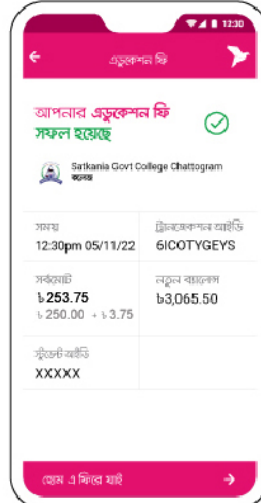 12:30
এডুকেশন ফি
আপনার এডুকেশন ফি
সফল হয়েছে
Satkania Govt College Chattogram
কলেজ
সময়
ট্রানজেকশন আইডি
12:30pm 05/11/22
6ICOTYGEYS
সর্বমোট
নতুন ব্যালেন্স
৳253.75
৳3,065.50
৳250.00 + ৳3.75
স্টুডেন্ট আইডি
XXXXX
হোম এ ফিরে যাই